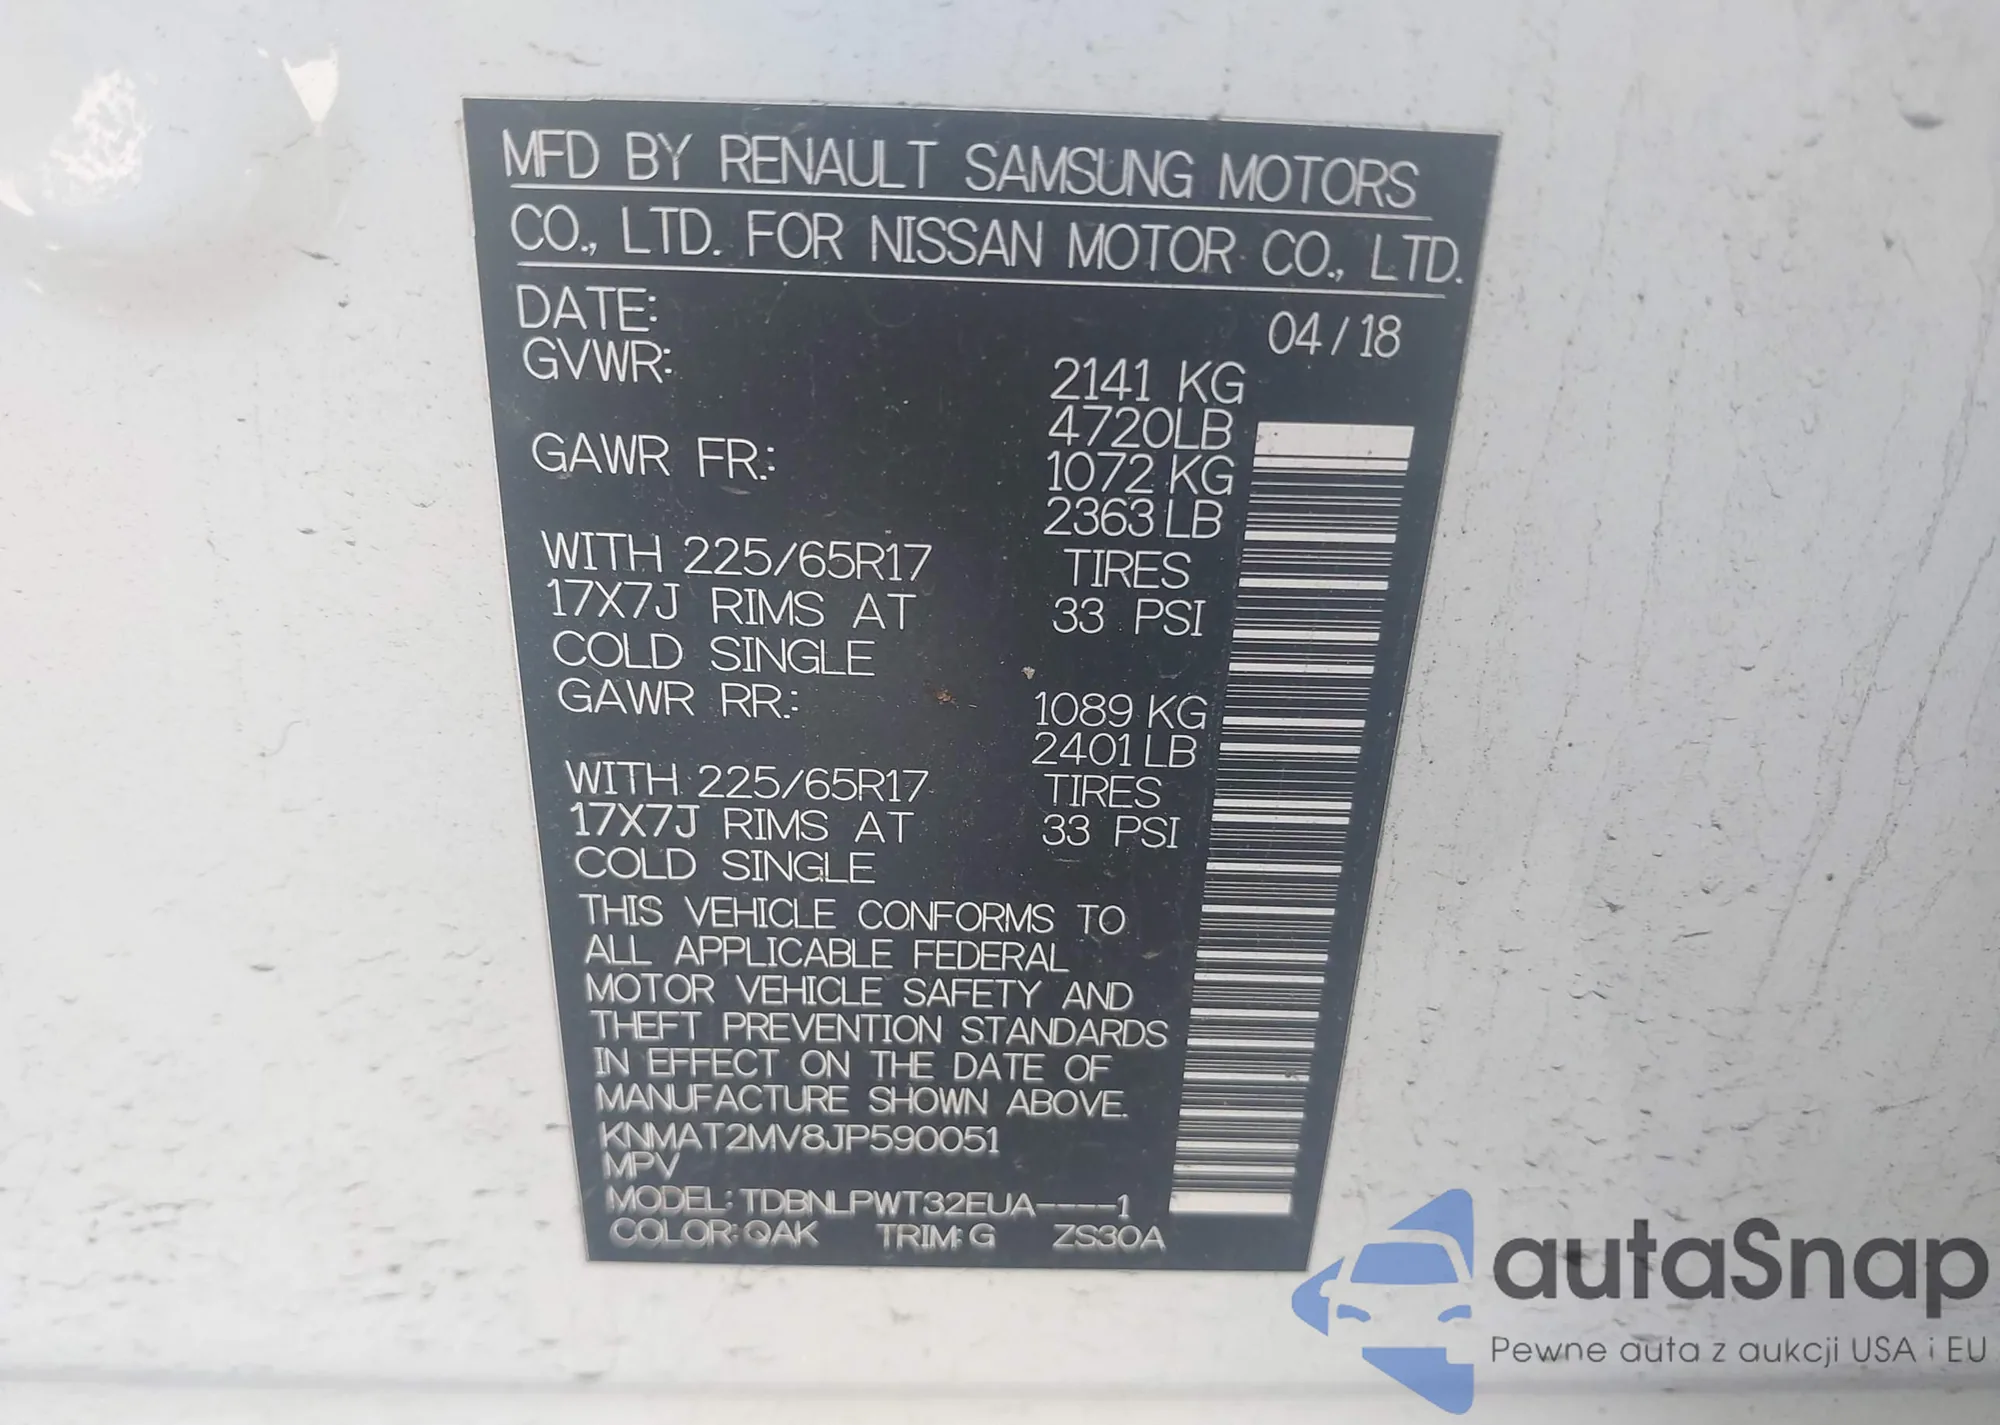 MFD BY RENAULT SAMSUNG MOTORS
CO., LTD. FOR NISSAN MOTOR CO., LTD.
DATE: 04/18
GVWR: 2141 KG
4720LB
GAWR FR.: 1072 KG
2363 LB
WITH 225/65R17 TIRES
17X7J RIMS AT 33 PSI
COLD SINGLE
GAWR RR.: 1089 KG
2401 LB
WITH 225/65R17 TIRES
17X7J RIMS AT 33 PSI
COLD SINGLE
THIS VEHICLE CONFORMS TO
ALL APPLICABLE FEDERAL
MOTOR VEHICLE SAFETY AND
THEFT PREVENTION STANDARDS
IN EFFECT ON THE DATE OF
MANUFACTURE SHOWN ABOVE.
KNMAT2MV8JP590051
MPV
MODEL: TDBNLPWT32EUA----1
COLOR: QAK TRIM: G ZS30A
autaSnap
Pewne auta z aukcji USA i EU